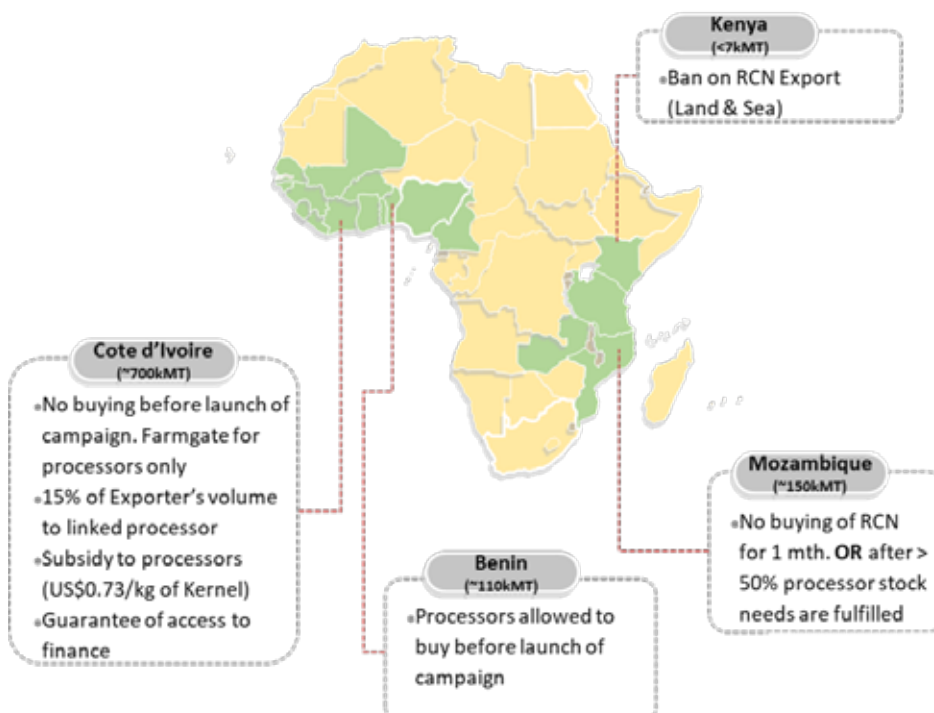 Kenya
(<7kMT)
•Ban on RCN Export
(Land & Sea)
Cote d'Ivoire
(~700kMT)
•No buying before launch of
campaign. Farmgate for
processors only
•15% of Exporter's volume
to linked processor
•Subsidy to processors
(US$0.73/kg of Kernel)
•Guarantee of access to
finance
Benin
(~110kMT)
•Processors allowed to
buy before launch of
campaign
Mozambique
(~150kMT)
•No buying of RCN
for 1 mth. OR after >
50% processor stock
needs are fulfilled